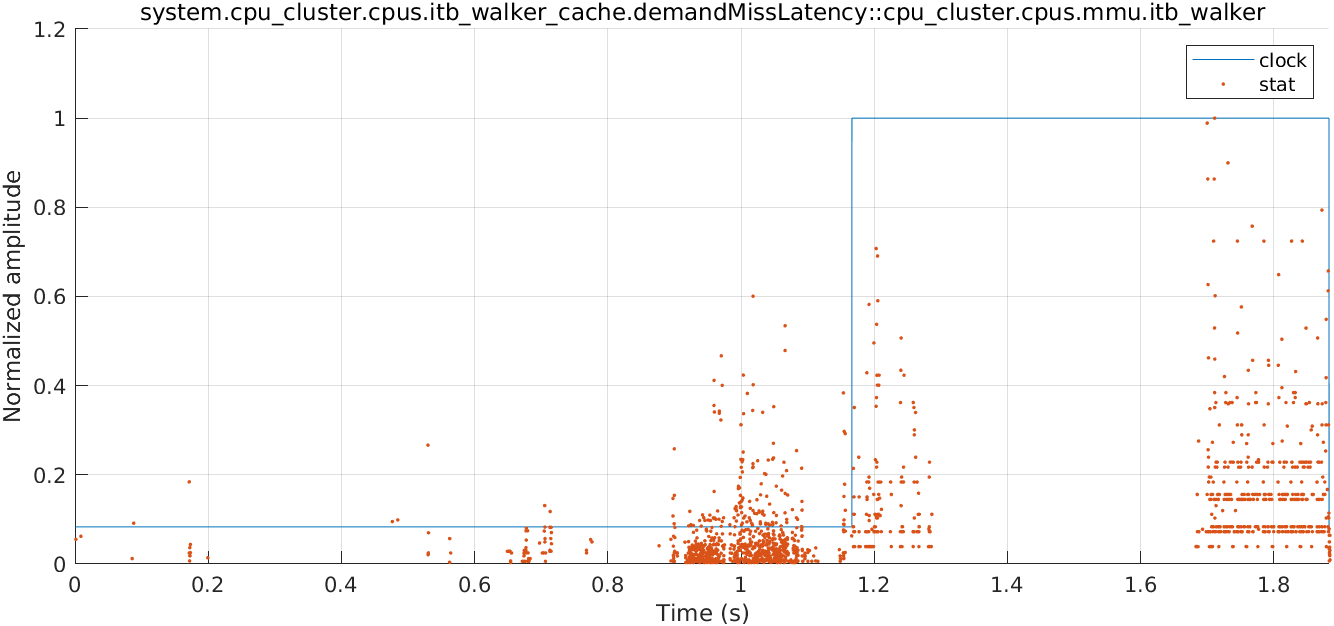 system.cpu_cluster.cpus.itb_walker_cache.demandMissLatency::cpu_cluster.cpus.mmu.itb_walker
clock
stat
Normalized amplitude
1.2
1
0.8
0.6
0.4
0.2
0
0 0.2 0.4 0.6 0.8 1 1.2 1.4 1.6 1.8
Time (s)